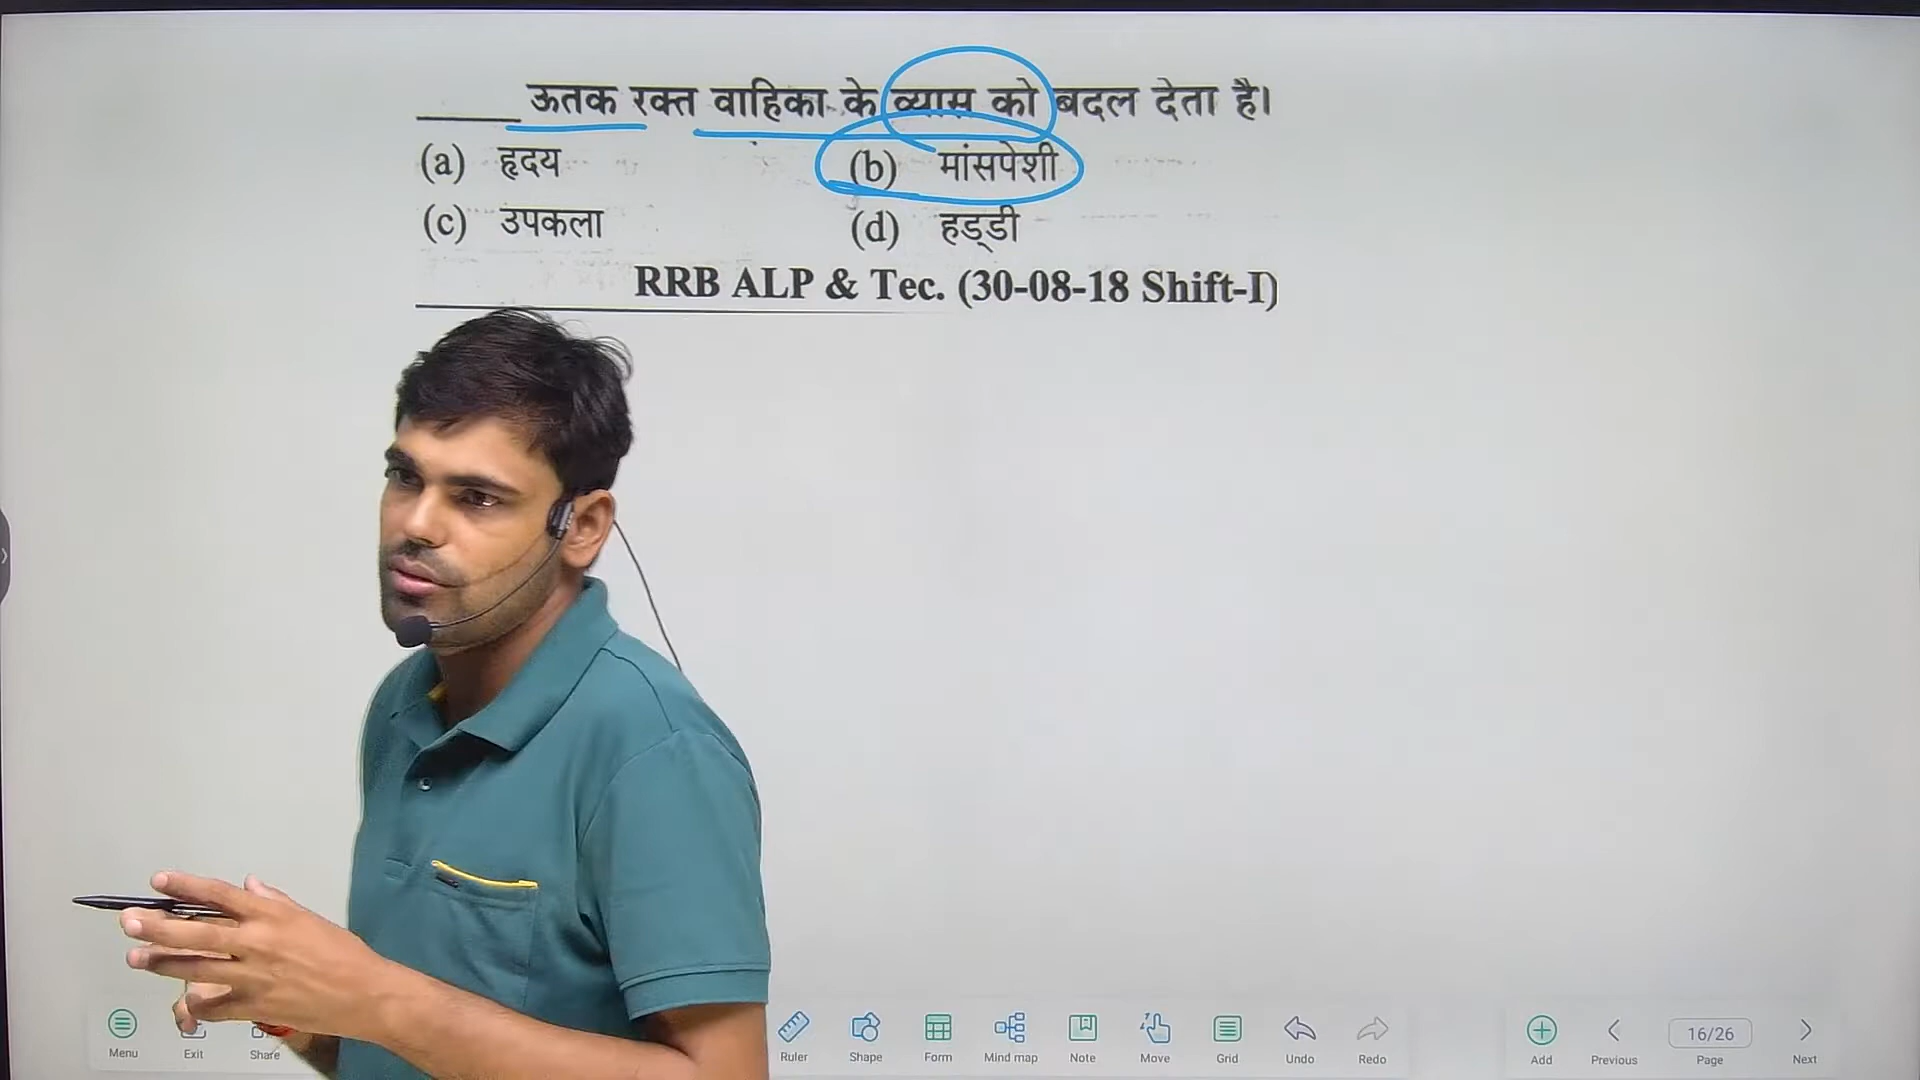 _____ ऊतक रक्त वाहिका के व्यास को बदल देता है।
(a) हृदय (b) मांसपेशी
(c) उपकला (d) हड्डी
RRB ALP & Tec. (30-08-18 Shift-I)
Menu Exit Share Ruler Shape Form Mind map Note Move Grid Undo Redo Add Previous 16/26 Page Next